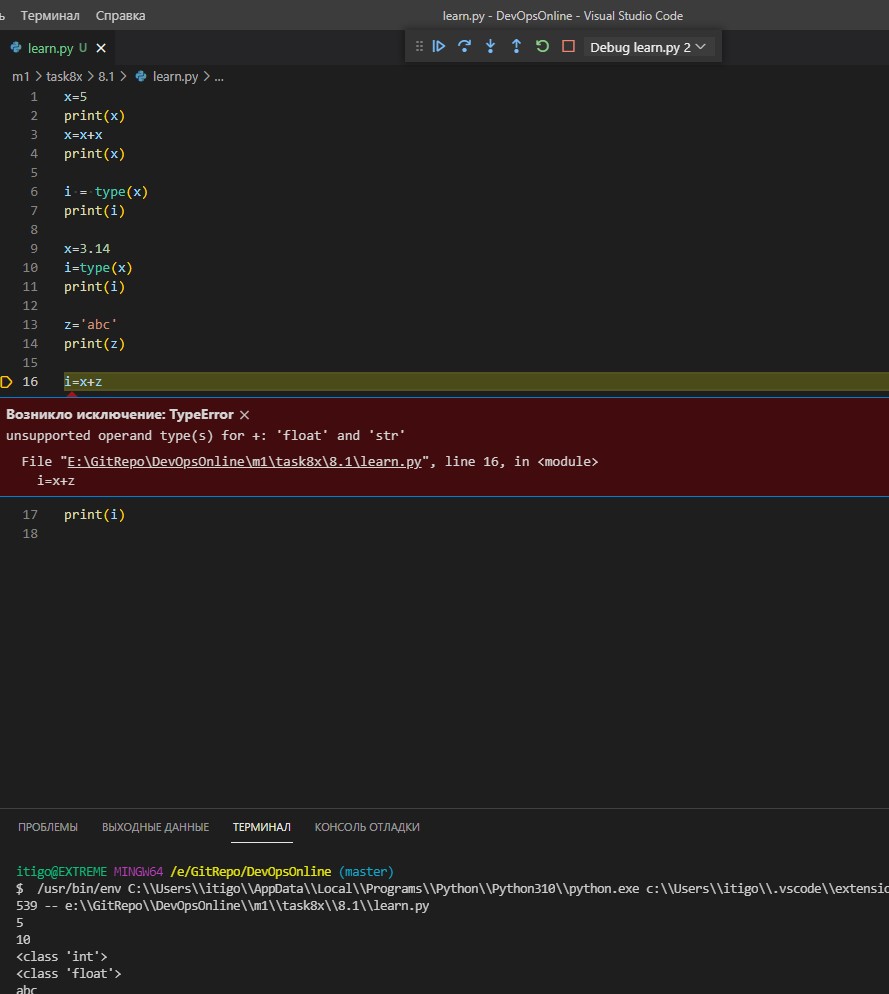 ь Терминал Справка
learn.py - DevOpsOnline - Visual Studio Code
learn.py U
Debug learn.py 2
m1 > task8x > 8.1 > learn.py > ...
1 x=5
2 print(x)
3 x=x+x
4 print(x)
5
6 i = type(x)
7 print(i)
8
9 x=3.14
10 i=type(x)
11 print(i)
12
13 z='abc'
14 print(z)
15
16 i=x+z
Возникло исключение: TypeError
unsupported operand type(s) for +: 'float' and 'str'
File "E:\GitRepo\DevOpsOnline\m1\task8x\8.1\learn.py", line 16, in <module>
i=x+z
17 print(i)
18
ПРОБЛЕМЫ ВЫХОДНЫЕ ДАННЫЕ ТЕРМИНАЛ КОНСОЛЬ ОТЛАДКИ
itigo@EXTREME MINGW64 /e/GitRepo/DevOpsOnline (master)
$ /usr/bin/env C:\\Users\\itigo\\AppData\\Local\\Programs\\Python\\Python310\\python.exe c:\\Users\\itigo\\.vscode\\extensio
539 -- e:\\GitRepo\\DevOpsOnline\\m1\\task8x\\8.1\\learn.py
5
10
<class 'int'>
<class 'float'>
abc